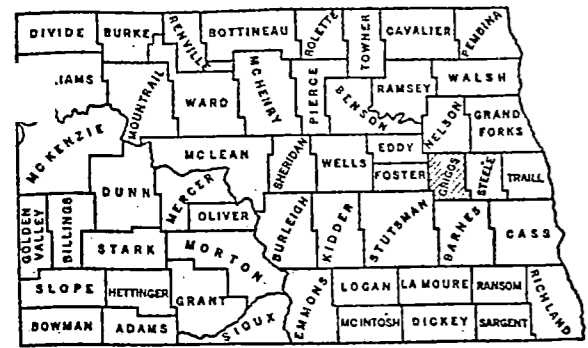 DIVIDE BURKE RENVILLE BOTTINEAU ROLETTE TOWNER CAVALIER PEMBINA
IAMS MOUNTRAIL WARD MCHENRY PIERCE BENSON RAMSEY WALSH
MCKENZIE NELSON GRAND
FORKS
DUNN MCLEAN MERCER SHERIDAN WELLS EDDY
FOSTER GRIGGS STEELE TRAILL
GOLDEN
VALLEY
BILLINGS OLIVER BURLEIGH KIDDER STUTSMAN BARNES CASS
STARK MORTON
SLOPE HETTINGER GRANT EMMONS LOGAN LA MOURE RANSOM RICHLAND
BOWMAN ADAMS SIOUX MCINTOSH DICKEY SARGENT